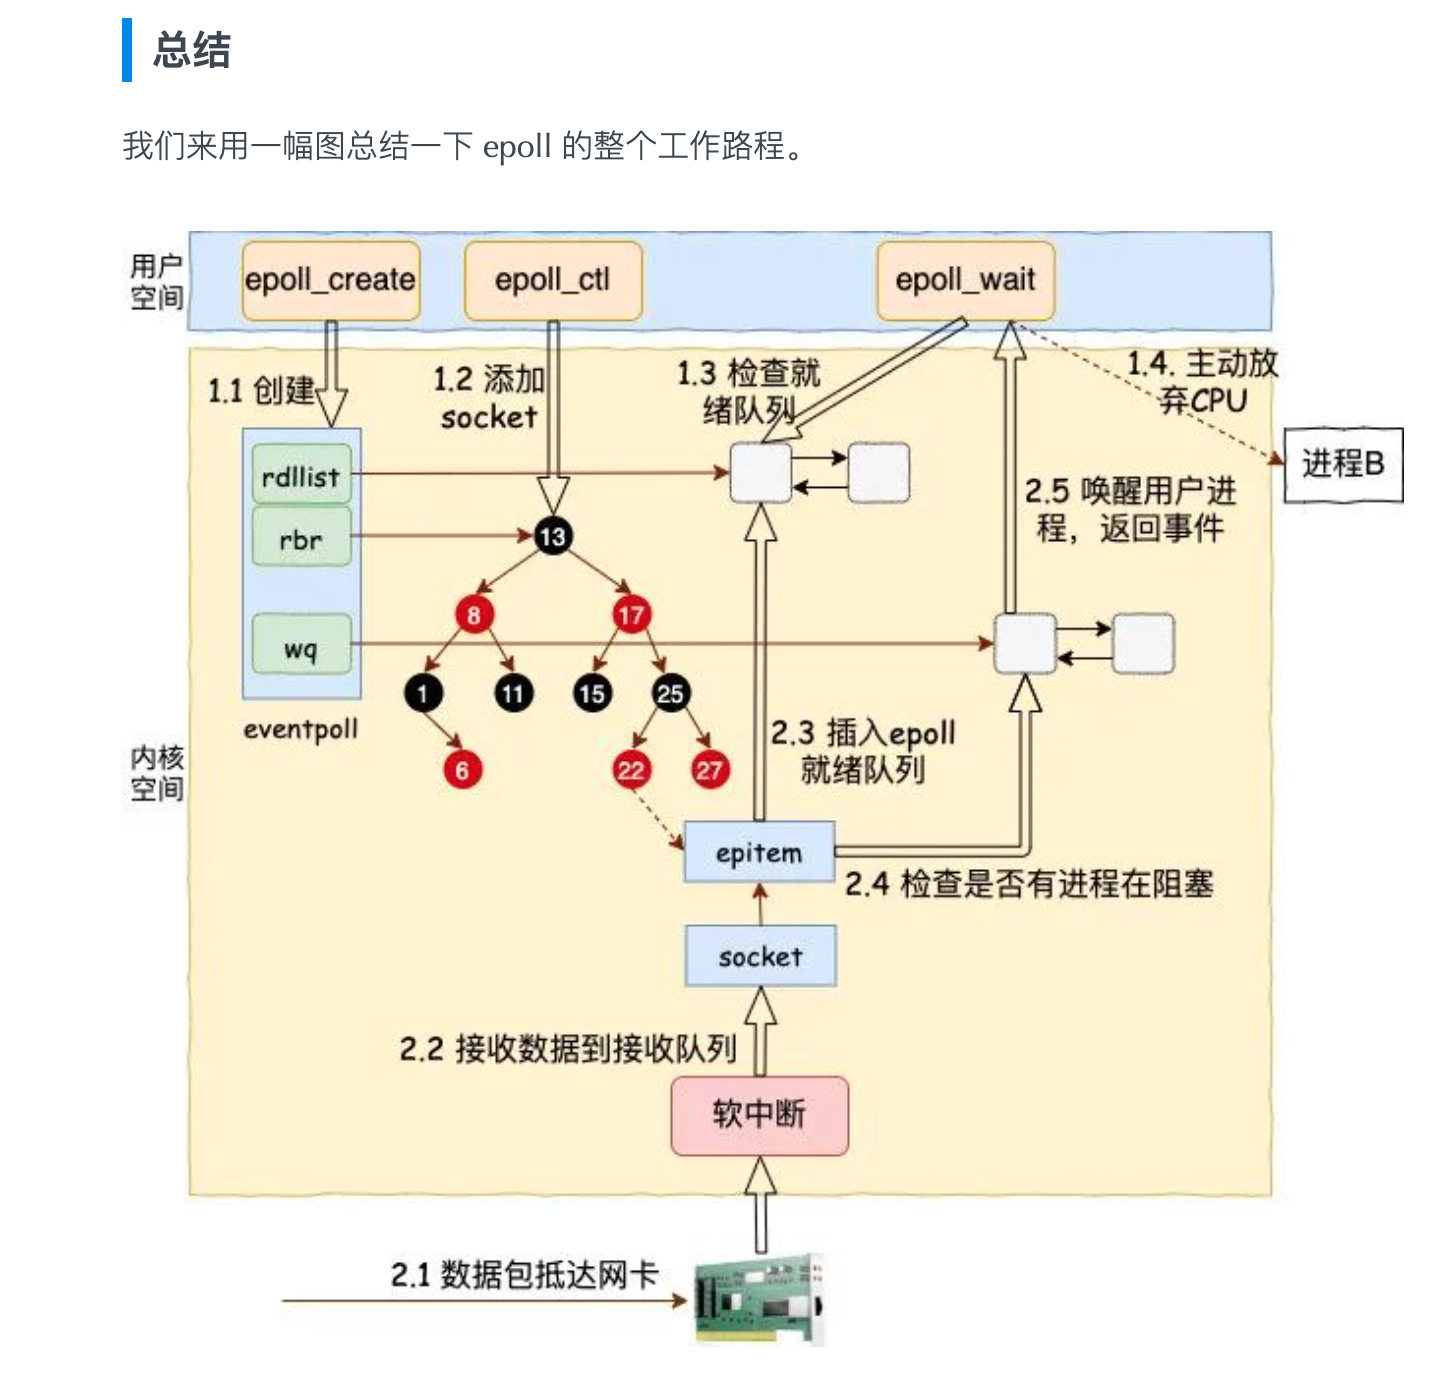 总结
我们来用一幅图总结一下 epoll 的整个工作路程。
用户
空间
epoll_create
epoll_ctl
epoll_wait
1.1 创建
1.2 添加
socket
1.3 检查就
绪队列
1.4. 主动放
弃CPU
进程B
rdllist
rbr
wq
eventpoll
13
8
17
1
11
15
25
6
22
27
2.5 唤醒用户进
程，返回事件
内核
空间
2.3 插入epoll
就绪队列
epitem
2.4 检查是否有进程在阻塞
socket
2.2 接收数据到接收队列
软中断
2.1 数据包抵达网卡